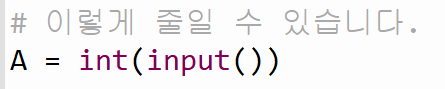 # 이렇게 줄일 수 있습니다.
A = int(input())